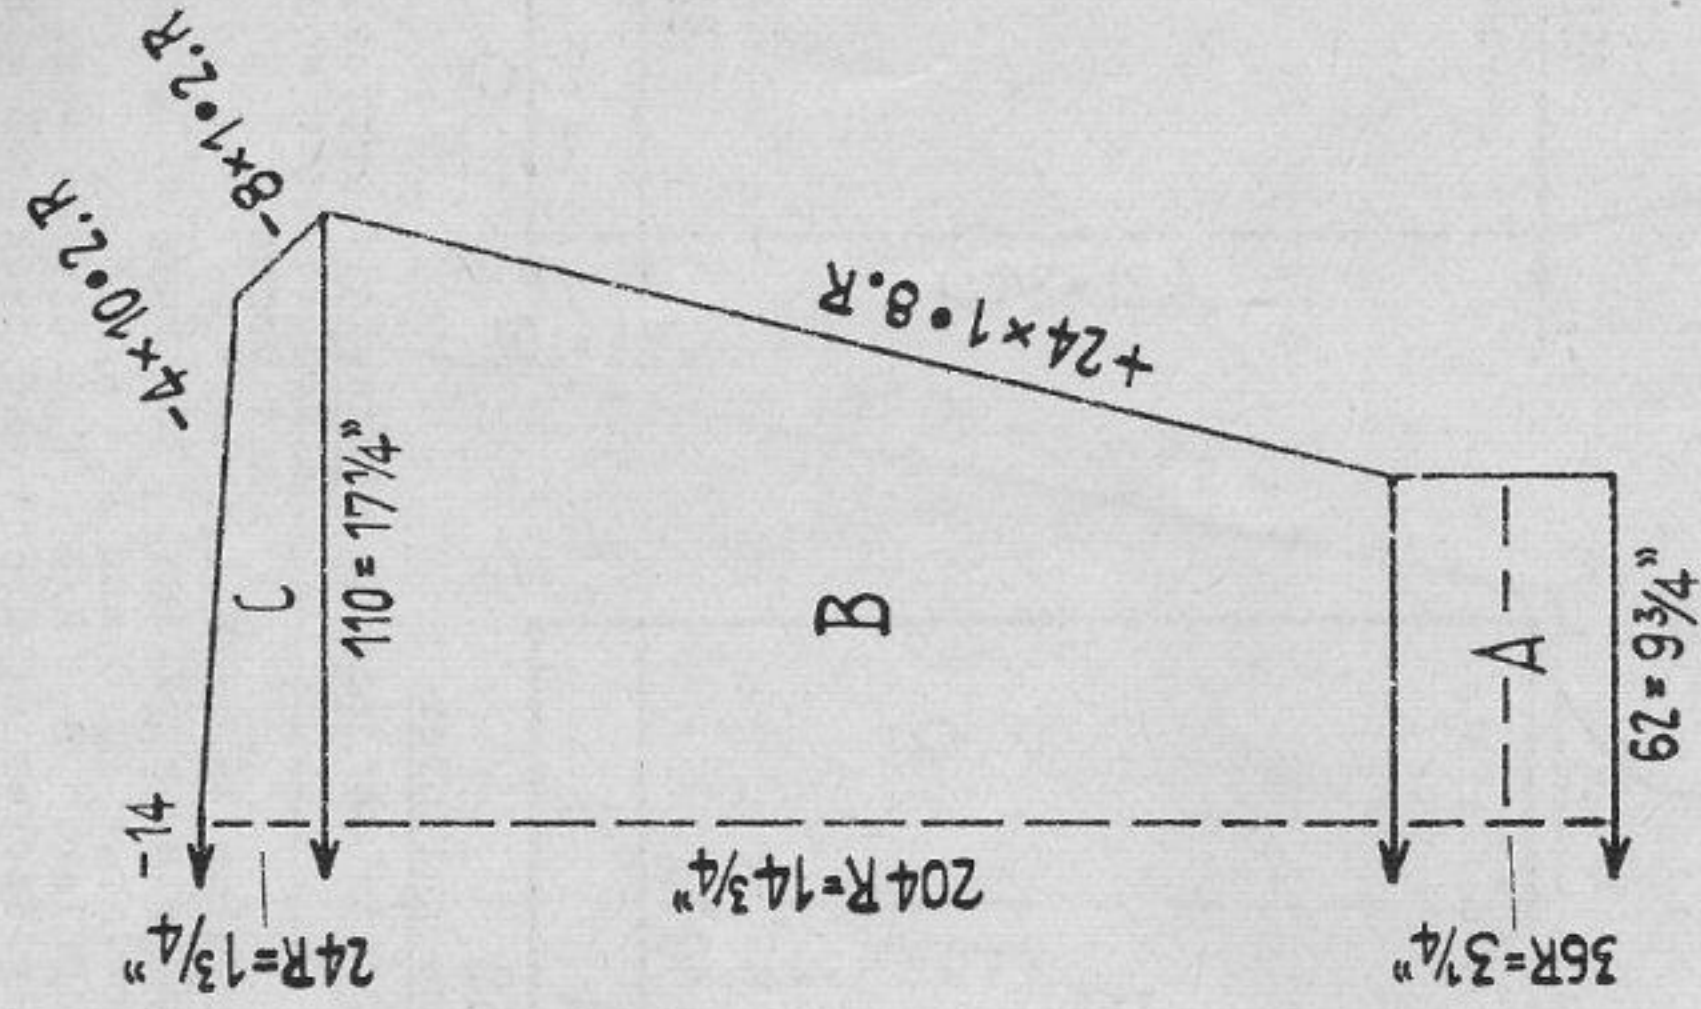 -4×10•2.R
-8×1•2.R
-14
C
24R=1¾"
110=17¼"
+24×1•8.R
B
204R=14¾"
A
36R=3¼"
62=9¾"